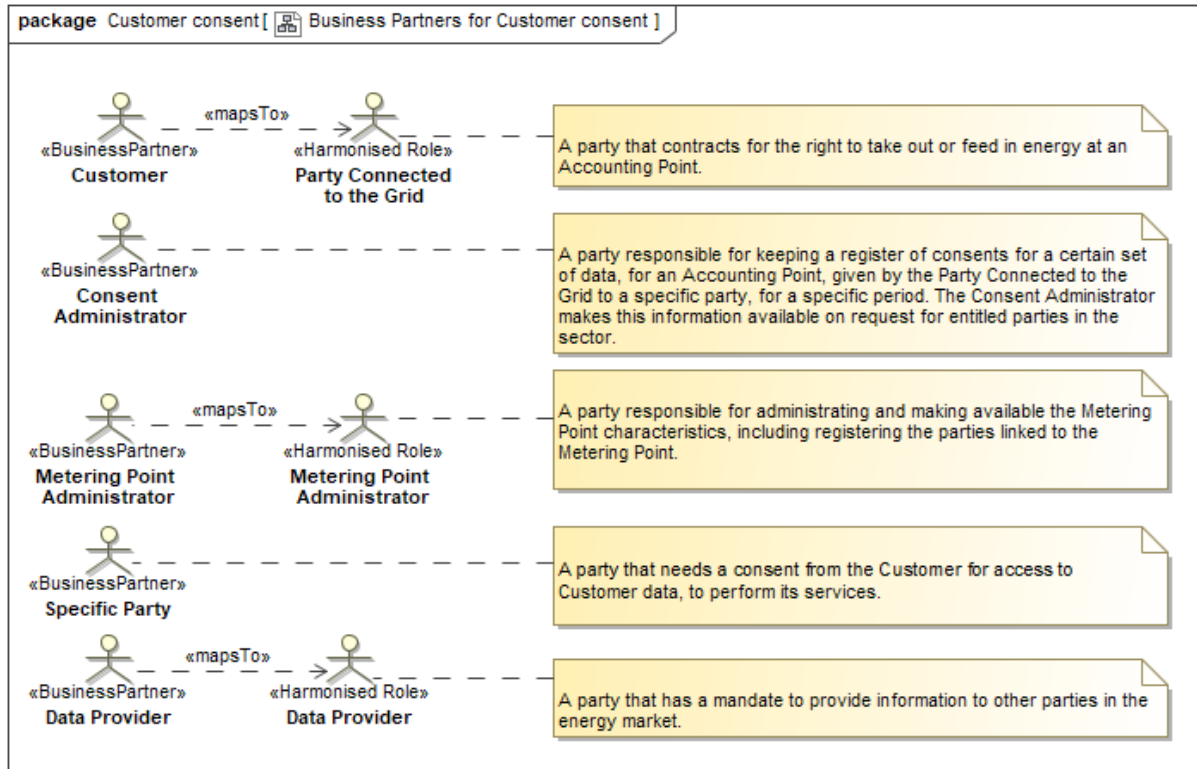 package Customer consent [ Business Partners for Customer consent ]
«mapsTo»
«BusinessPartner»
Customer
«Harmonised Role»
Party Connected
to the Grid
A party that contracts for the right to take out or feed in energy at an
Accounting Point.
«BusinessPartner»
Consent
Administrator
A party responsible for keeping a register of consents for a certain set
of data, for an Accounting Point, given by the Party Connected to the
Grid to a specific party, for a specific period. The Consent Administrator
makes this information available on request for entitled parties in the
sector.
«mapsTo»
«BusinessPartner»
Metering Point
Administrator
«Harmonised Role»
Metering Point
Administrator
A party responsible for administrating and making available the Metering
Point characteristics, including registering the parties linked to the
Metering Point.
«BusinessPartner»
Specific Party
A party that needs a consent from the Customer for access to
Customer data, to perform its services.
«mapsTo»
«BusinessPartner»
Data Provider
«Harmonised Role»
Data Provider
A party that has a mandate to provide information to other parties in the
energy market.